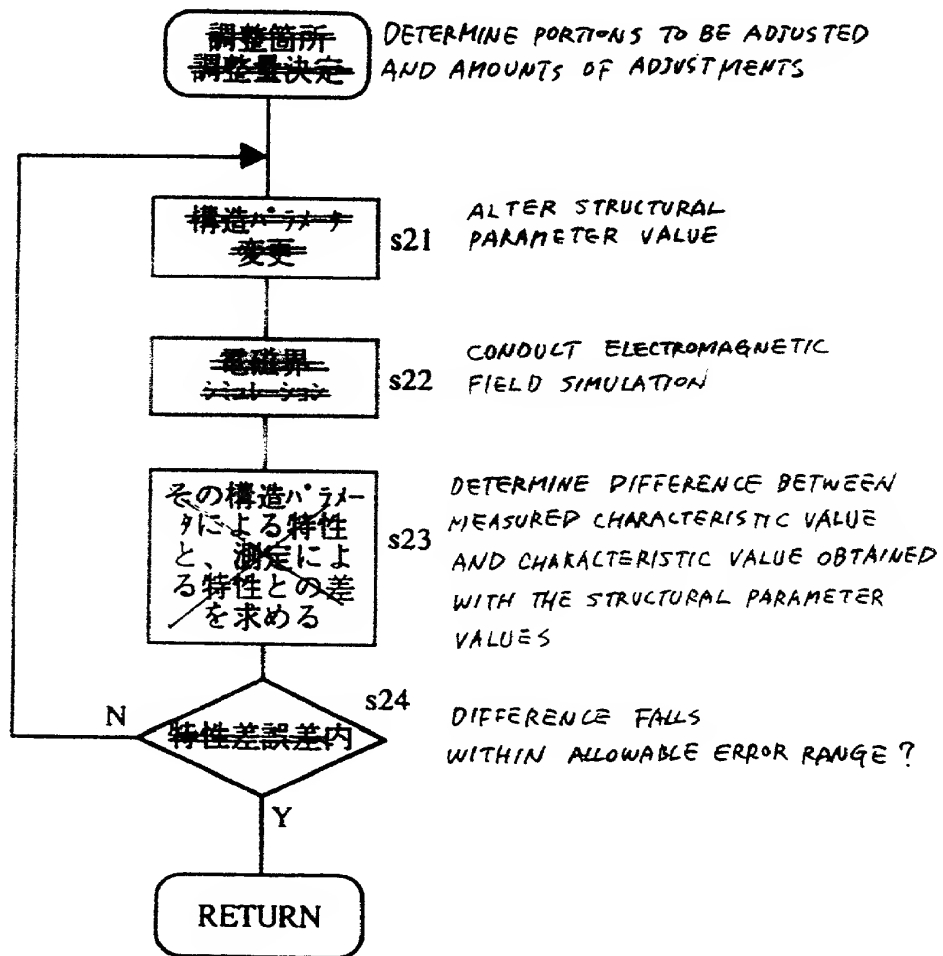 調整箇所
調整量決定
DETERMINE PORTIONS TO BE ADJUSTED
AND AMOUNTS OF ADJUSTMENTS
構造パラメータ
変更
s21
ALTER STRUCTURAL
PARAMETER VALUE
電磁界
シミュレーション
s22
CONDUCT ELECTROMAGNETIC
FIELD SIMULATION
その構造パラメー
タによる特性
と、測定によ
る特性との差
を求める
s23
DETERMINE DIFFERENCE BETWEEN
MEASURED CHARACTERISTIC VALUE
AND CHARACTERISTIC VALUE OBTAINED
WITH THE STRUCTURAL PARAMETER
VALUES
N
特性差誤差内
s24
DIFFERENCE FALLS
WITHIN ALLOWABLE ERROR RANGE?
Y
RETURN